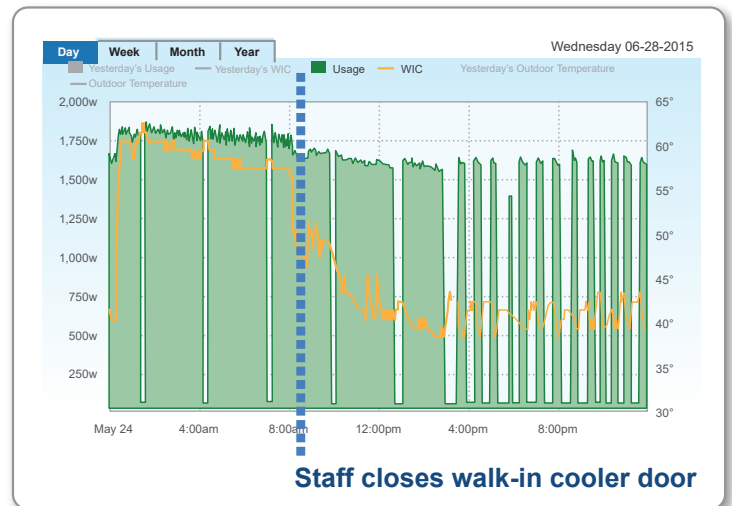 Day Week Month Year Wednesday 06-28-2015
Yesterday's Usage Yesterday's WIC Usage WIC Yesterday's Outdoor Temperature
Outdoor Temperature
2,000w 65°
1,750w 60°
1,500w 55°
1,250w 50°
1,000w 45°
750w 40°
500w 35°
250w 30°
May 24 4:00am 8:00am 12:00pm 4:00pm 8:00pm
Staff closes walk-in cooler door